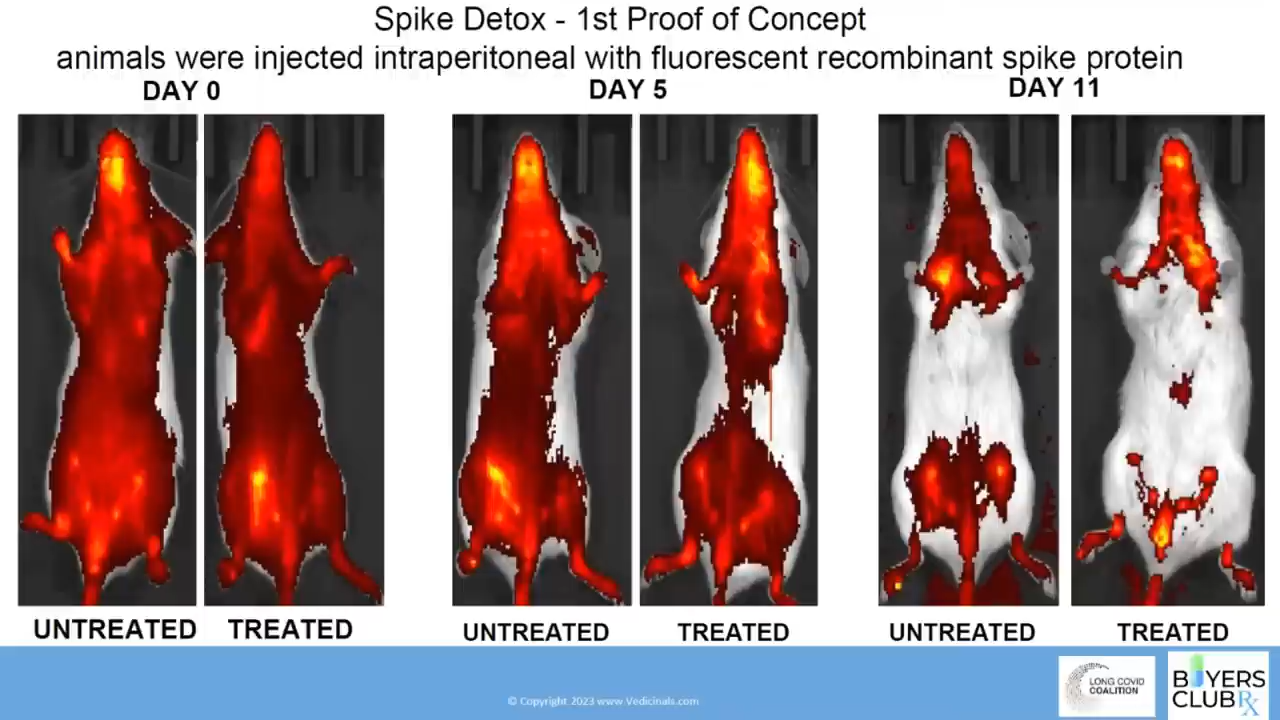 Spike Detox - 1st Proof of Concept
animals were injected intraperitoneal with fluorescent recombinant spike protein
DAY 0
DAY 5
DAY 11
UNTREATED
TREATED
UNTREATED
TREATED
UNTREATED
TREATED
© Copyright 2023 www.Vedicinals.com
LONG COVID
COALITION
BUYERS
CLUB Rx